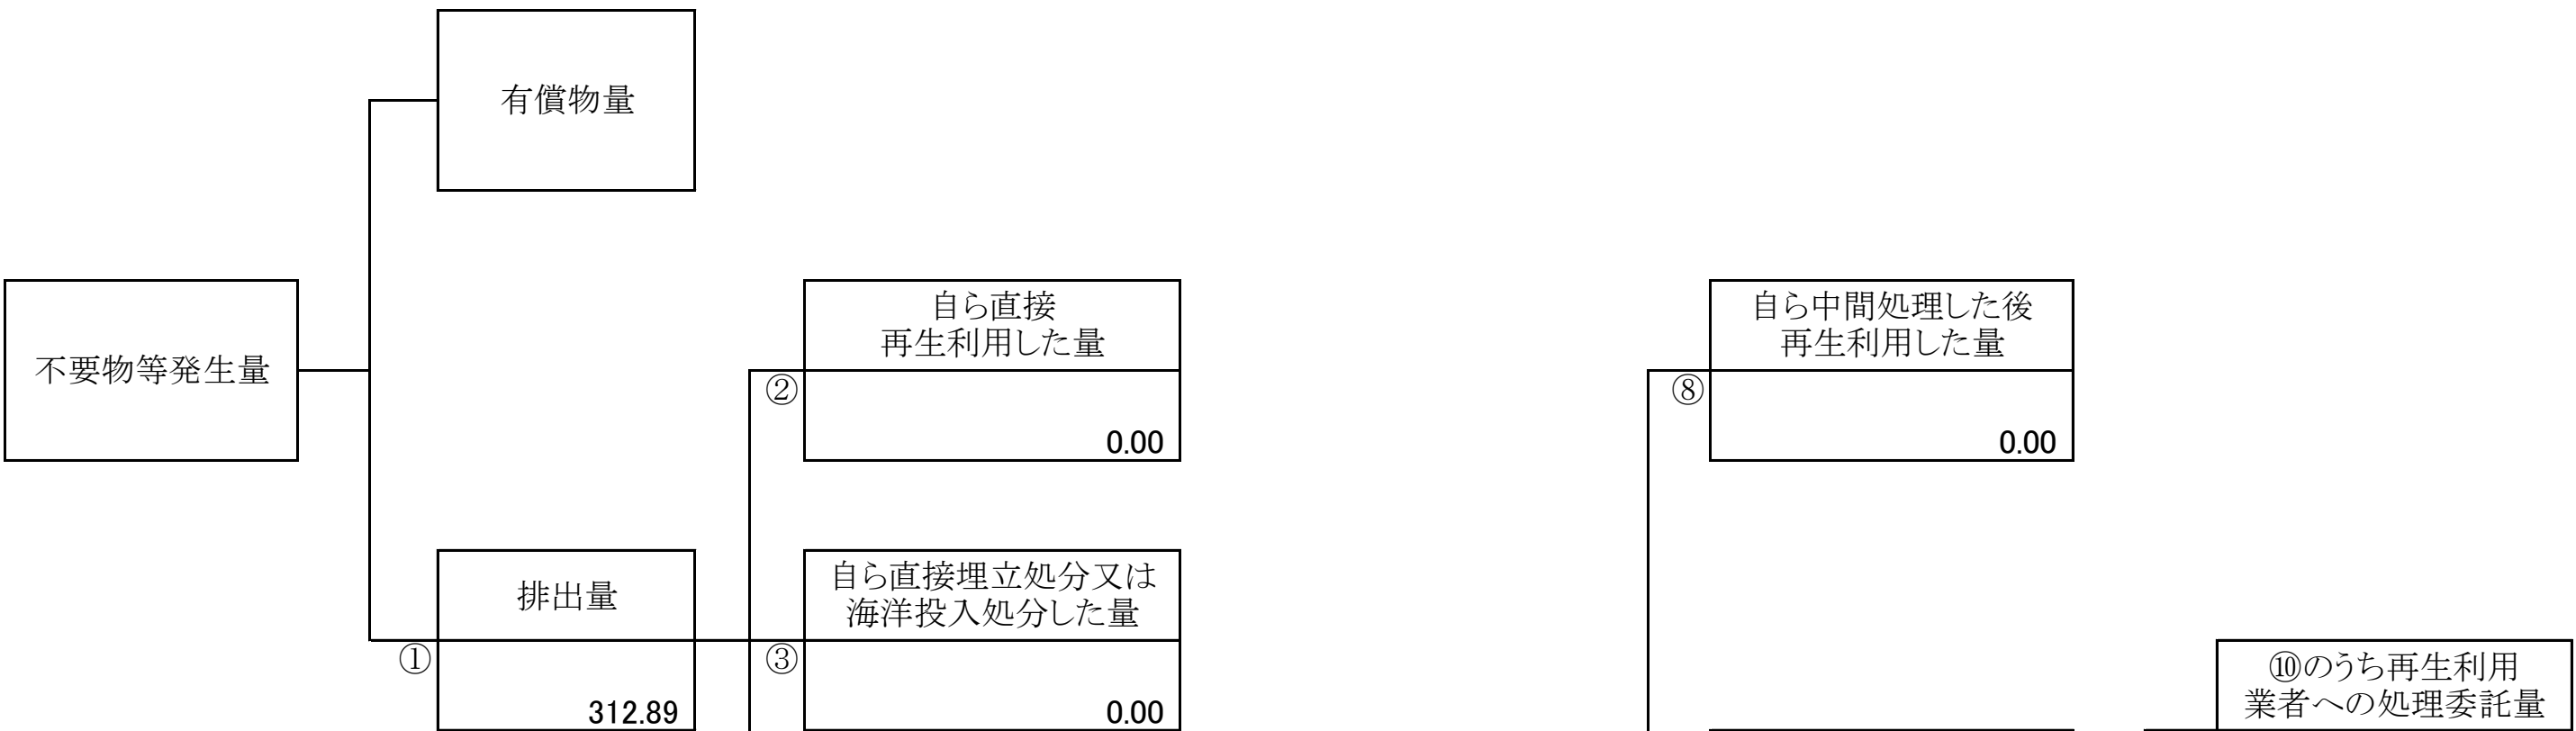 有償物量
不要物等発生量
自ら直接
再生利用した量
②
0.00
自ら中間処理した後
再生利用した量
⑧
0.00
排出量
①
312.89
自ら直接埋立処分又は
海洋投入処分した量
③
0.00
⑩のうち再生利用
業者への処理委託量